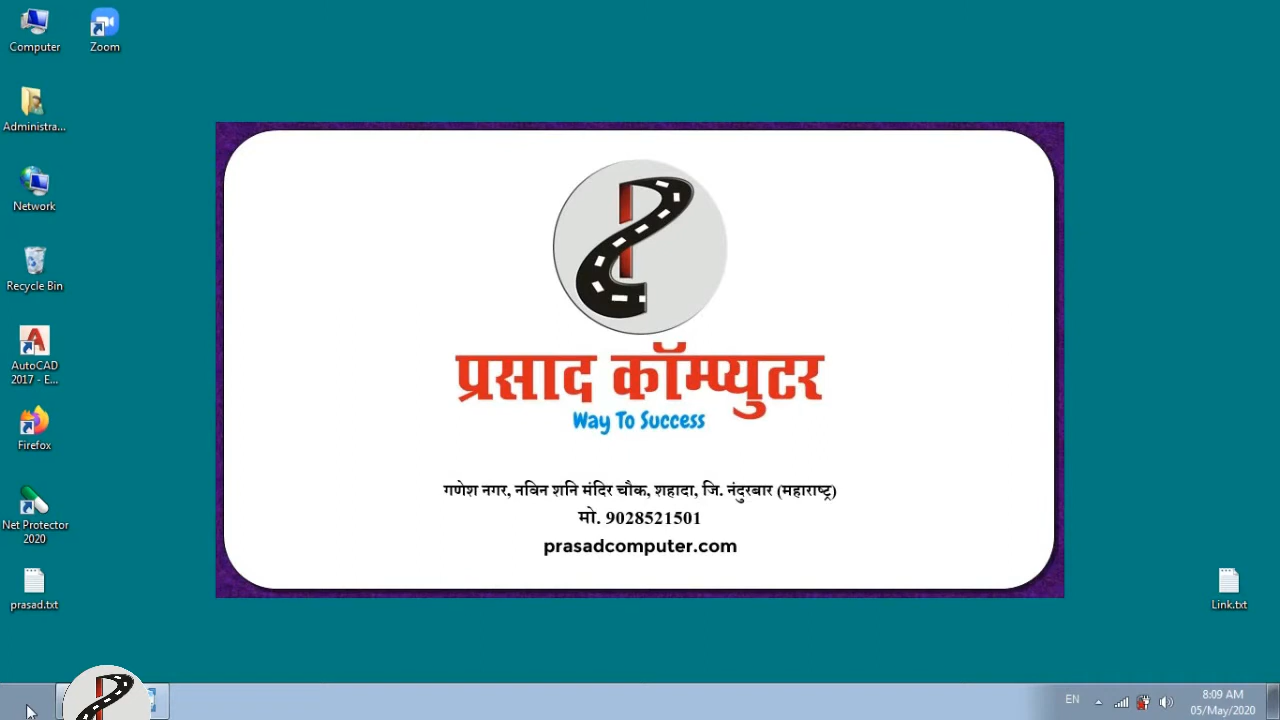 Computer
Zoom
Administra...
Network
Recycle Bin
AutoCAD
2017 - E...
Firefox
Net Protector
2020
prasad.txt
प्रसाद कॉम्प्युटर
Way To Success
गणेश नगर, नविन शनि मंदिर चौक, शहादा, जि. नंदुरबार (महाराष्ट्र)
मो. 9028521501
prasadcomputer.com
Link.txt
EN
8:09 AM
05/May/2020